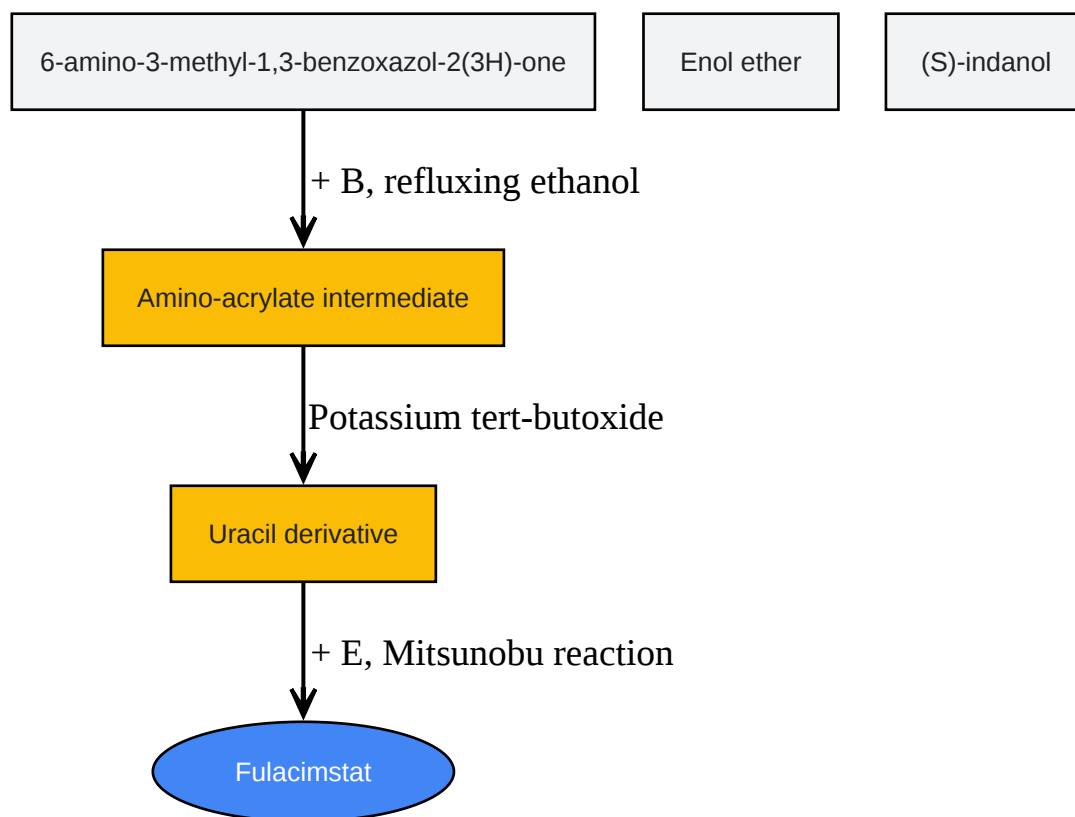 6-amino-3-methyl-1,3-benzoxazol-2(3H)-one
Enol ether
(S)-indanol
+ B, refluxing ethanol
Amino-acrylate intermediate
Potassium tert-butoxide
Uracil derivative
+ E, Mitsunobu reaction
Fulacimstat